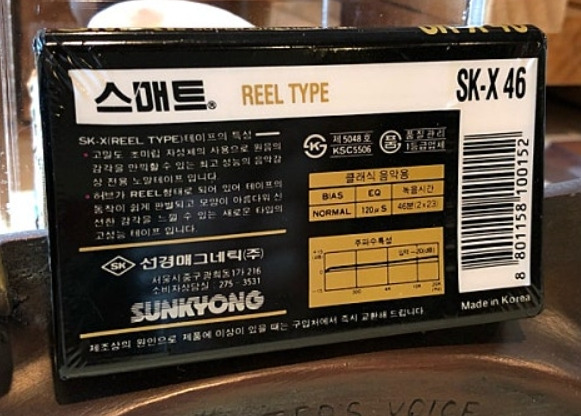 스매트® REEL TYPE SK-X 46
SK-X(REEL TYPE)테이프의 특성
• 고밀도 초미립 자성체의 사용으로 원음의
감각을 만끽할 수 있는 최고 성능의 음악감
상 전용 노말테이프 입니다.
• 허브가 REEL형태로 되어 있어 테이프의
동작이 쉽게 판별되고 모양이 아름다워 신
선한 감각을 느낄 수 있는 새로운 타입의
고성능 테이프 입니다.
SK 선경매그네틱(주)
서울시중구쾌동1가 216
소비자상담실 : 275-3531
SUNKYONG
제조상의 원인으로 제품에 이상이 있을 때는 구입처에서 즉시 교환해 드립니다.
제 5048 호
KSC5506
품 품질관리
1등급업체
클래식 음악용
BIAS EQ 녹음시간
NORMAL 120μS 46분(2×23)
주파수특성
8 801158 100152
Made in Korea